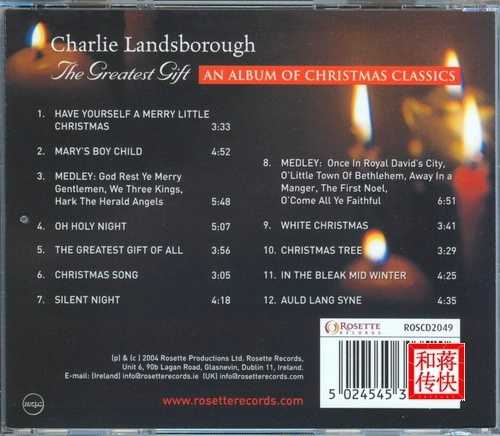 Charlie Landsborough
The Greatest Gift AN ALBUM OF CHRISTMAS CLASSICS
1. HAVE YOURSELF A MERRY LITTLE
CHRISTMAS 3:33
2. MARY'S BOY CHILD 4:52
3. MEDLEY: God Rest Ye Merry
Gentlemen, We Three Kings,
Hark The Herald Angels 5:48
4. OH HOLY NIGHT 5:07
5. THE GREATEST GIFT OF ALL 3:56
6. CHRISTMAS SONG 3:05
7. SILENT NIGHT 4:18
8. MEDLEY: Once In Royal David's City,
O'Little Town Of Bethlehem, Away In a
Manger, The First Noel,
O'Come All Ye Faithful 6:51
9. WHITE CHRISTMAS 3:41
10. CHRISTMAS TREE 3:29
11. IN THE BLEAK MID WINTER 4:25
12. AULD LANG SYNE 4:35
ROSETTE
RECORDS
ROSCD2049
(p) & (c) 2004 Rosette Productions Ltd. Rosette Records,
Unit 6, 90b Lagan Road, Glasnevin, Dublin 11, Ireland.
E-mail: (Ireland) info@rosetterecords.ie (UK) info@rosetterecords.com
www.rosetterecords.com
5 024545 3
和蒋
传快